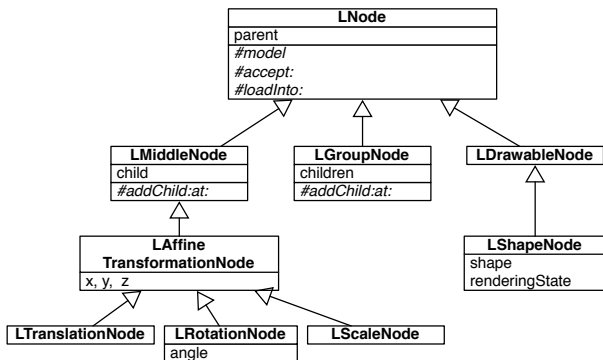 LNode
parent
#model
#accept:
#loadInto:
LMiddleNode
child
#addChild:at:
LGroupNode
children
#addChild:at:
LDrawableNode
LAffine
TransformationNode
x, y, z
LShapeNode
shape
renderingState
LTranslationNode
LRotationNode
angle
LScaleNode